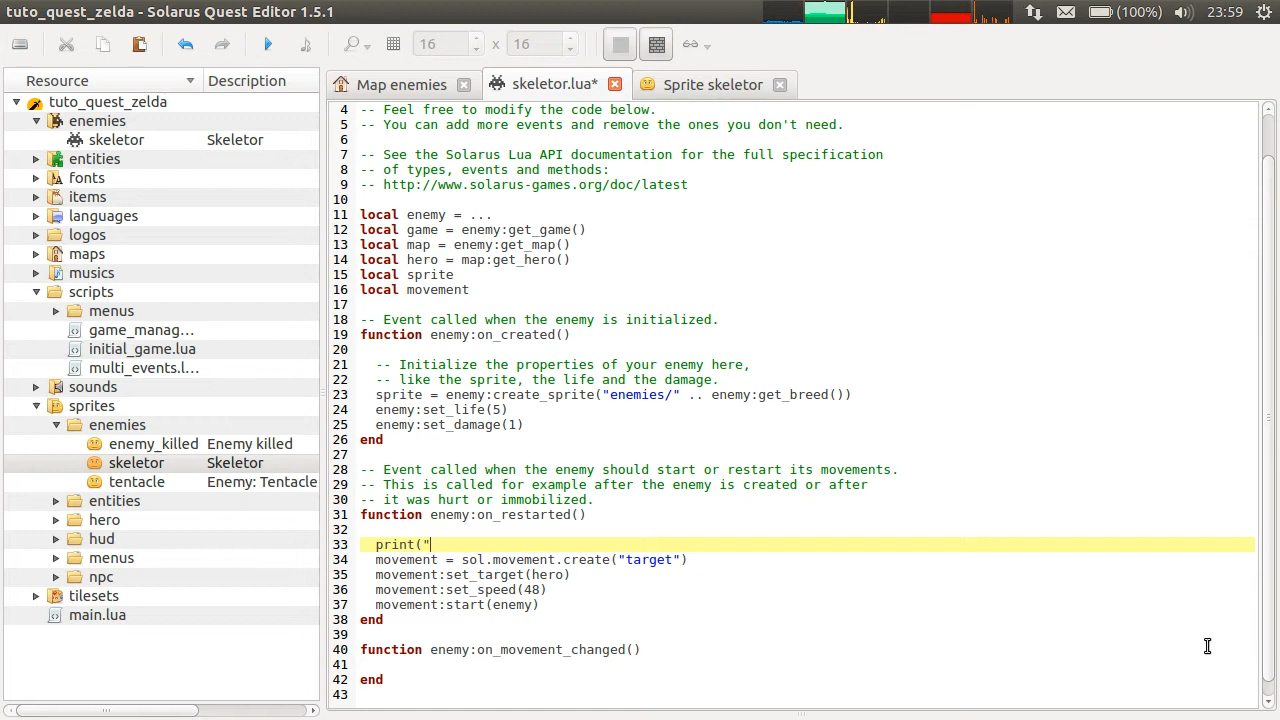 tuto_quest_zelda - Solarus Quest Editor 1.5.1
(100%) 23:59
16 x 16
Resource Description
tuto_quest_zelda
enemies
skeletor Skeletor
entities
fonts
items
languages
logos
maps
musics
scripts
menus
game_manag...
initial_game.lua
multi_events.l...
sounds
sprites
enemies
enemy_killed Enemy killed
skeletor Skeletor
tentacle Enemy: Tentacle
entities
hero
hud
menus
npc
tilesets
main.lua
Map enemies skeletor.lua* Sprite skeletor
4 -- Feel free to modify the code below.
5 -- You can add more events and remove the ones you don't need.
6
7 -- See the Solarus Lua API documentation for the full specification
8 -- of types, events and methods:
9 -- http://www.solarus-games.org/doc/latest
10
11 local enemy = ...
12 local game = enemy:get_game()
13 local map = enemy:get_map()
14 local hero = map:get_hero()
15 local sprite
16 local movement
17
18 -- Event called when the enemy is initialized.
19 function enemy:on_created()
20
21 -- Initialize the properties of your enemy here,
22 -- like the sprite, the life and the damage.
23 sprite = enemy:create_sprite("enemies/" .. enemy:get_breed())
24 enemy:set_life(5)
25 enemy:set_damage(1)
26 end
27
28 -- Event called when the enemy should start or restart its movements.
29 -- This is called for example after the enemy is created or after
30 -- it was hurt or immobilized.
31 function enemy:on_restarted()
32
33 print("
34 movement = sol.movement.create("target")
35 movement:set_target(hero)
36 movement:set_speed(48)
37 movement:start(enemy)
38 end
39
40 function enemy:on_movement_changed()
41
42 end
43